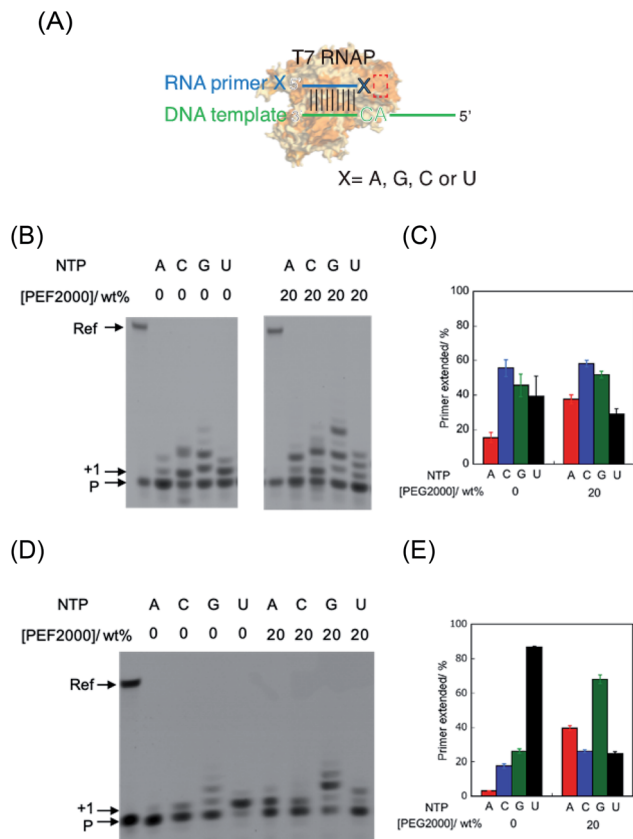 (A)
T7 RNAP
RNA primer X 5' X
DNA template 3' CA 5'
X= A, G, C or U
(B)
NTP A C G U A C G U
[PEF2000]/ wt% 0 0 0 0 20 20 20 20
Ref
+1
P
(C)
Primer extended/ %
100
80
60
40
20
0
NTP A C G U A C G U
[PEG2000]/ wt% 0 20
(D)
NTP A C G U A C G U
[PEF2000]/ wt% 0 0 0 0 20 20 20 20
Ref
+1
P
(E)
Primer extended/ %
100
80
60
40
20
0
NTP A C G U A C G U
[PEG2000]/ wt% 0 20